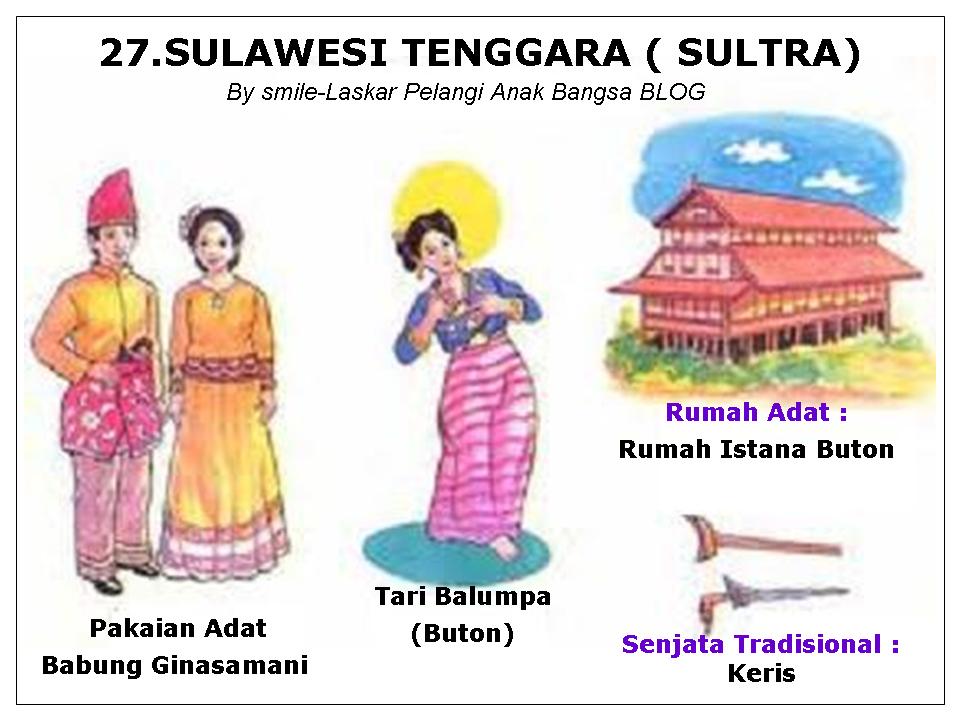 27.SULAWESI TENGGARA ( SULTRA)
By smile-Laskar Pelangi Anak Bangsa BLOG
Rumah Adat :
Rumah Istana Buton
Tari Balumpa
(Buton)
Pakaian Adat
Babung Ginasamani
Senjata Tradisional :
Keris